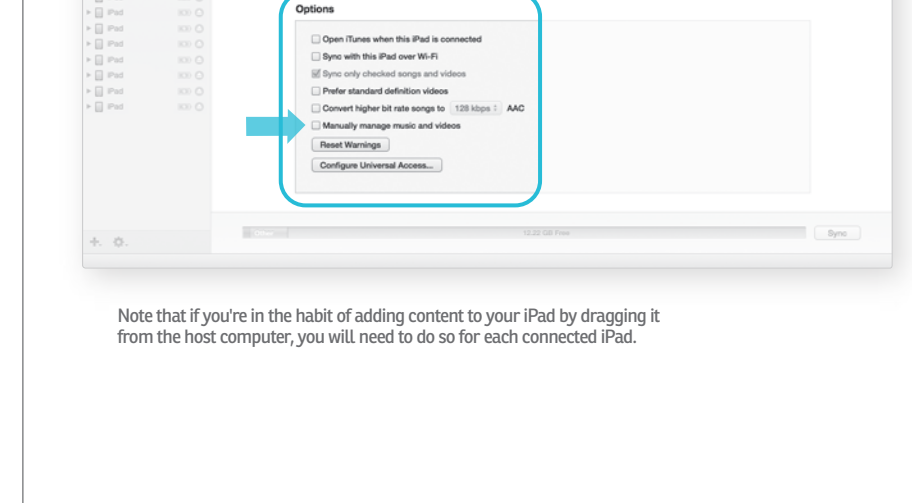 iPad
iPad
iPad
iPad
iPad
iPad
iPad
Options
Open iTunes when this iPad is connected
Sync with this iPad over Wi-Fi
Sync only checked songs and videos
Prefer standard definition videos
Convert higher bit rate songs to 128 kbps AAC
Manually manage music and videos
Reset Warnings
Configure Universal Access...
Other 12.22 GB Free Sync
Note that if you're in the habit of adding content to your iPad by dragging it
from the host computer, you will need to do so for each connected iPad.